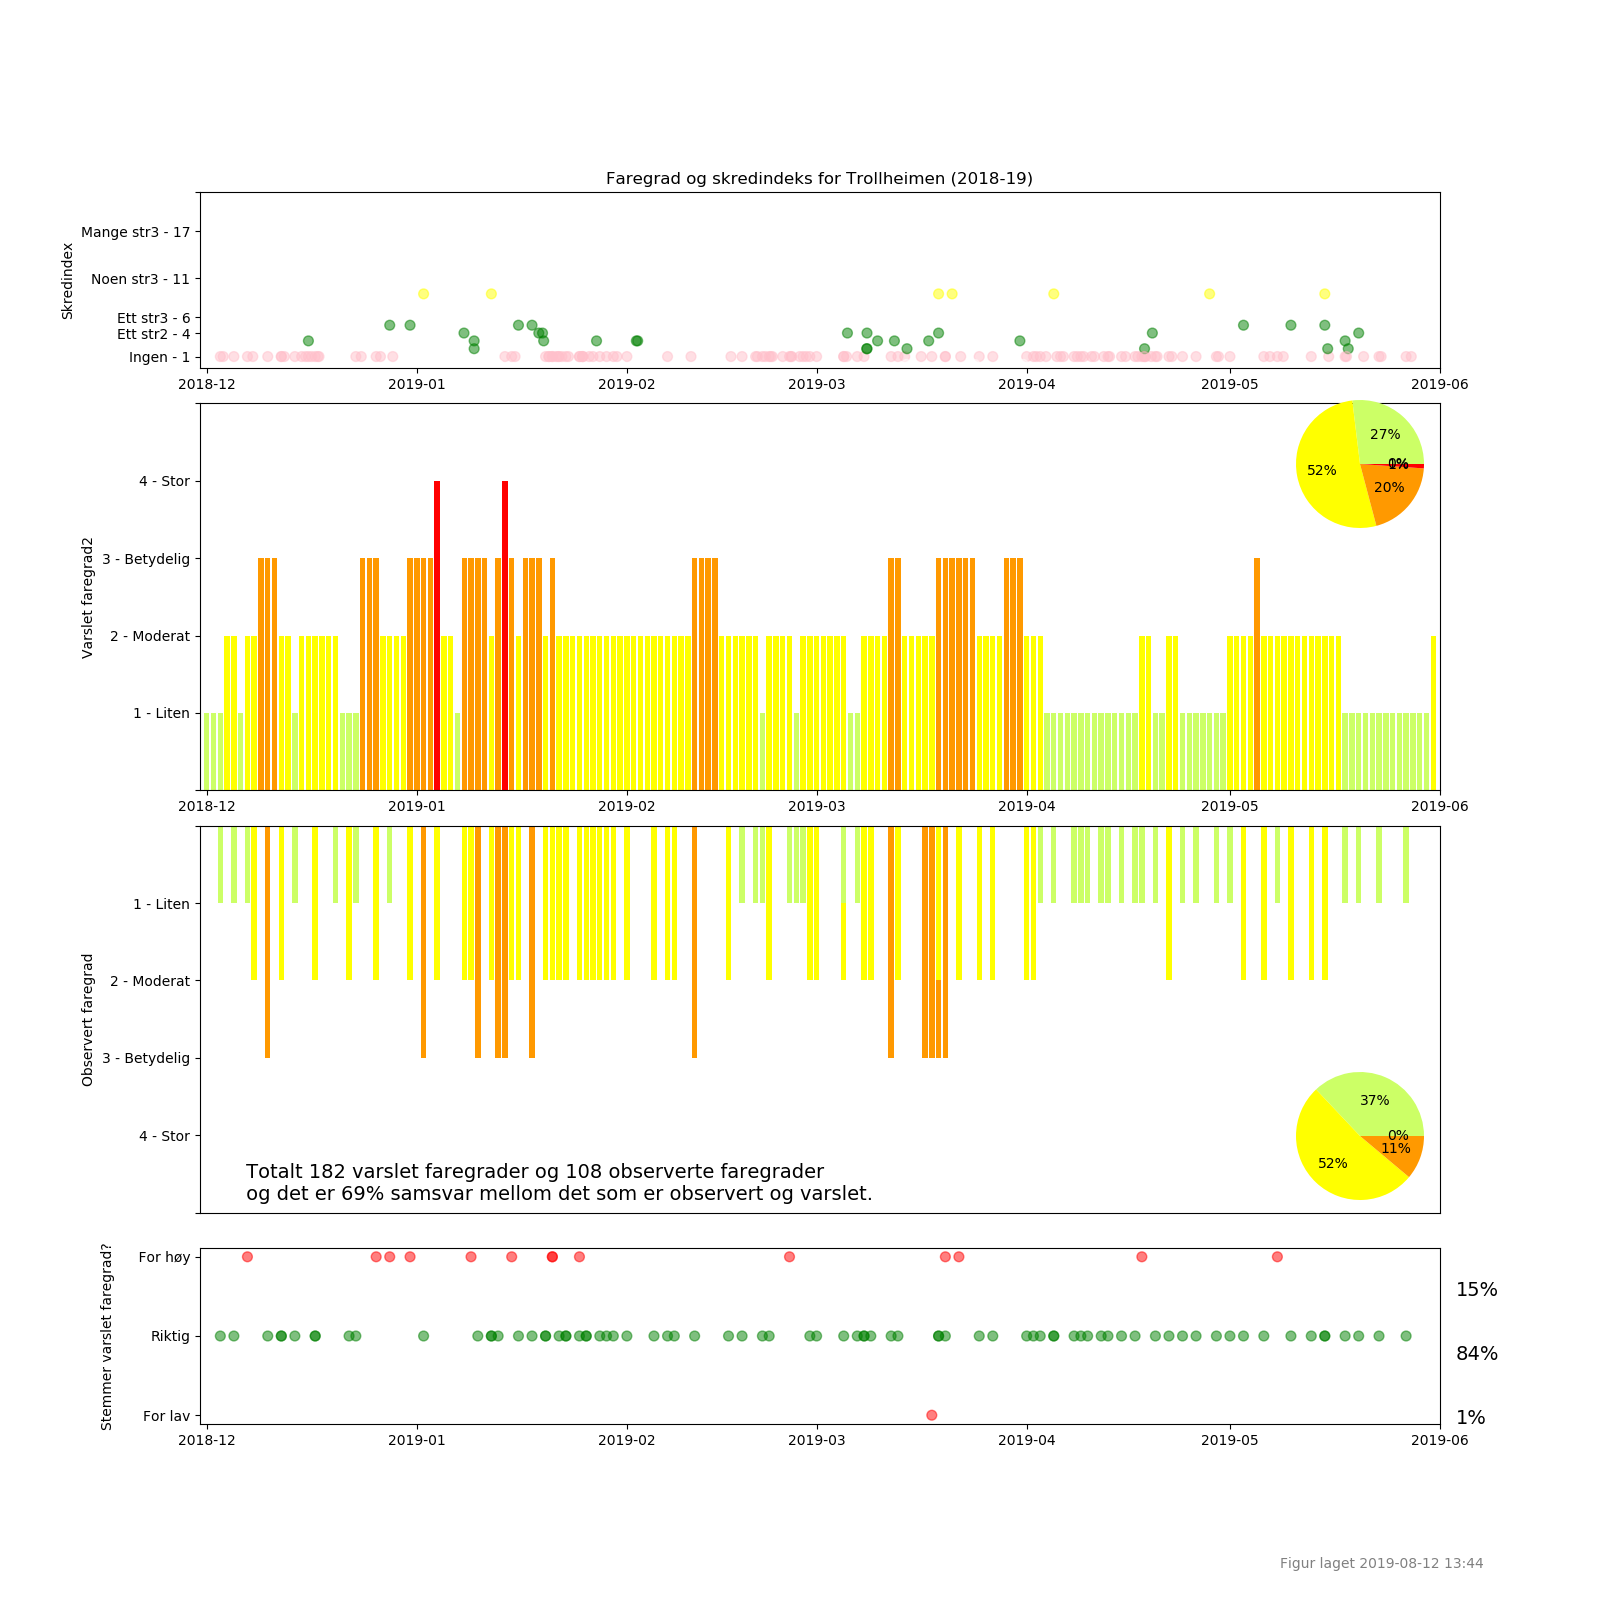 Faregrad og skredindeks for Trollheimen (2018-19)
Skredindex
Mange str3 - 17
Noen str3 - 11
Ett str3 - 6
Ett str2 - 4
Ingen - 1
2018-12 2019-01 2019-02 2019-03 2019-04 2019-05 2019-06
Varslet faregrad2
4 - Stor
3 - Betydelig
2 - Moderat
1 - Liten
27%
52%
20%
2018-12 2019-01 2019-02 2019-03 2019-04 2019-05 2019-06
Observert faregrad
1 - Liten
2 - Moderat
3 - Betydelig
4 - Stor
37%
0%
11%
52%
Totalt 182 varslet faregrader og 108 observerte faregrader
og det er 69% samsvar mellom det som er observert og varslet.
Stemmer varslet faregrad?
For høy
Riktig
For lav
15%
84%
1%
2018-12 2019-01 2019-02 2019-03 2019-04 2019-05 2019-06
Figur laget 2019-08-12 13:44